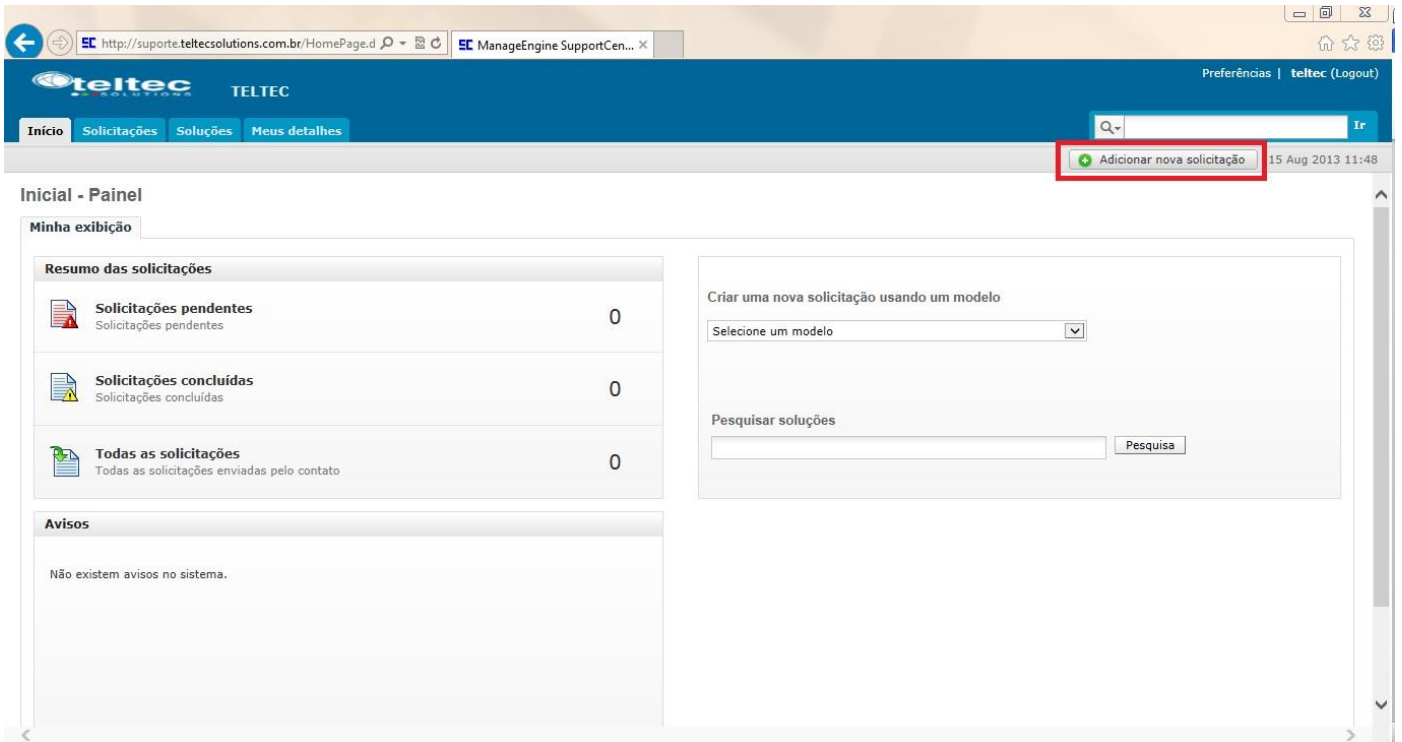 SC http://suporte.teltecsolutions.com.br/HomePage.d
SC ManageEngine SupportCen...
teltec
SOLUTIONS
TELTEC
Preferências | teltec (Logout)
Início Solicitações Soluções Meus detalhes
Ir
Adicionar nova solicitação 15 Aug 2013 11:48
Inicial - Painel
Minha exibição
Resumo das solicitações
Solicitações pendentes
Solicitações pendentes
0
Solicitações concluídas
Solicitações concluídas
0
Todas as solicitações
Todas as solicitações enviadas pelo contato
0
Criar uma nova solicitação usando um modelo
Selecione um modelo
Pesquisar soluções
Pesquisa
Avisos
Não existem avisos no sistema.